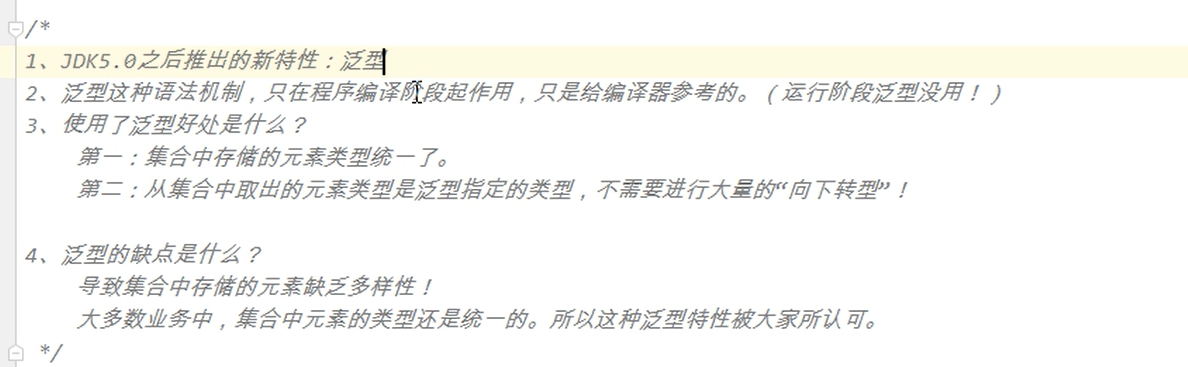 /*
1、JDK5.0之后推出的新特性：泛型
2、泛型这种语法机制，只在程序编译阶段起作用，只是给编译器参考的。（运行阶段泛型没用！）
3、使用了泛型好处是什么？
第一：集合中存储的元素类型统一了。
第二：从集合中取出的元素类型是泛型指定的类型，不需要进行大量的“向下转型”！
4、泛型的缺点是什么？
导致集合中存储的元素缺乏多样性！
大多数业务中，集合中元素的类型还是统一的。所以这种泛型特性被大家所认可。
*/